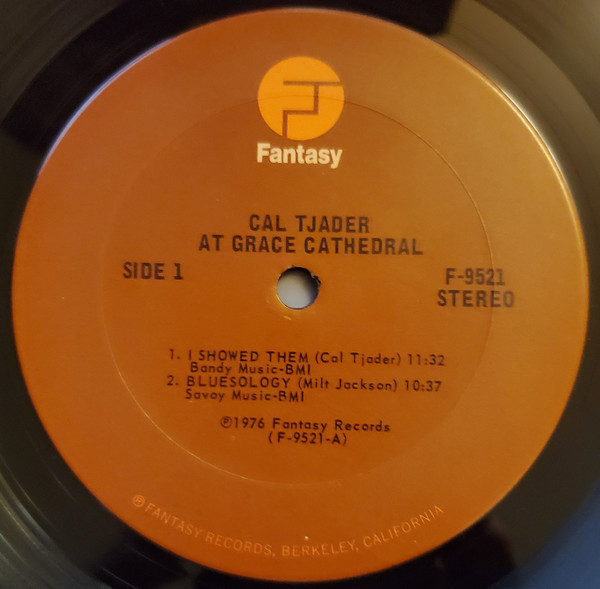 Fantasy
CAL TJADER
AT GRACE CATHEDRAL
SIDE 1
F-9521
STEREO
1. I SHOWED THEM (Cal Tjader) 11:32
Bandy Music-BMI
2. BLUESOLOGY (Milt Jackson) 10:37
Savoy Music-BMI
℗1976 Fantasy Records
(F-9521-A)
® FANTASY RECORDS, BERKELEY, CALIFORNIA